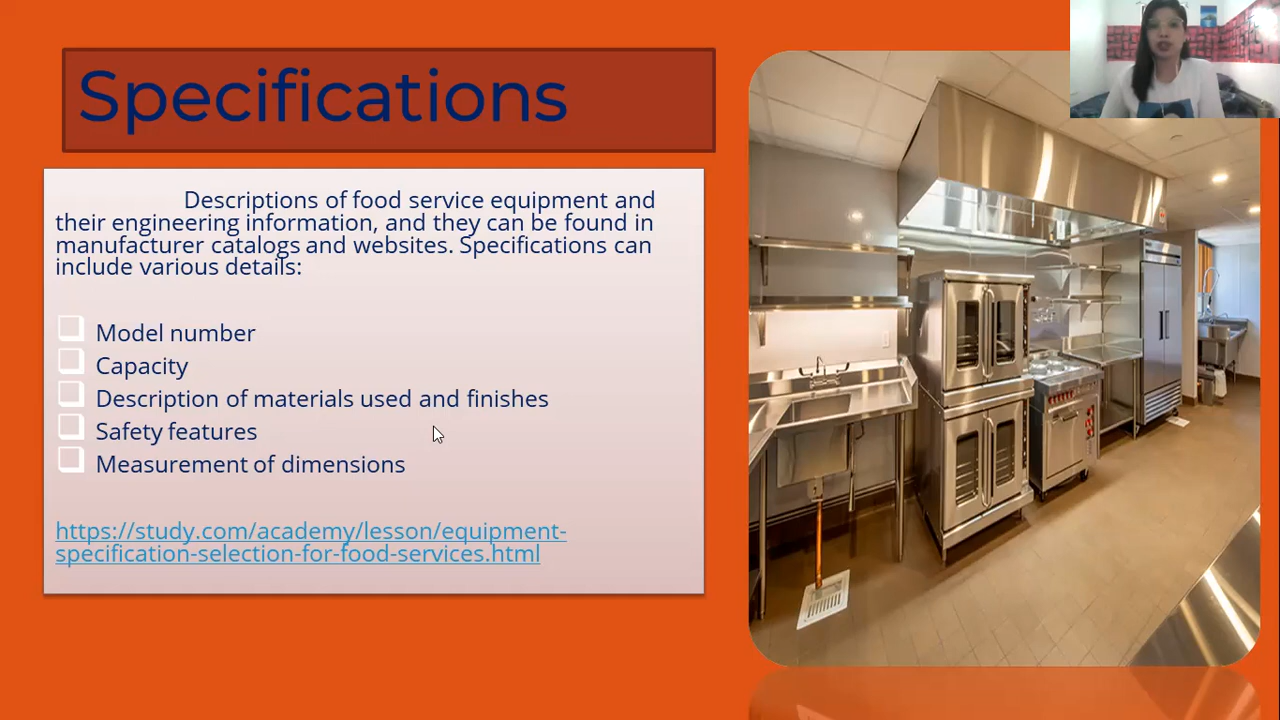 Specifications
Descriptions of food service equipment and
their engineering information, and they can be found in
manufacturer catalogs and websites. Specifications can
include various details:
Model number
Capacity
Description of materials used and finishes
Safety features
Measurement of dimensions
https://study.com/academy/lesson/equipment-
specification-selection-for-food-services.html